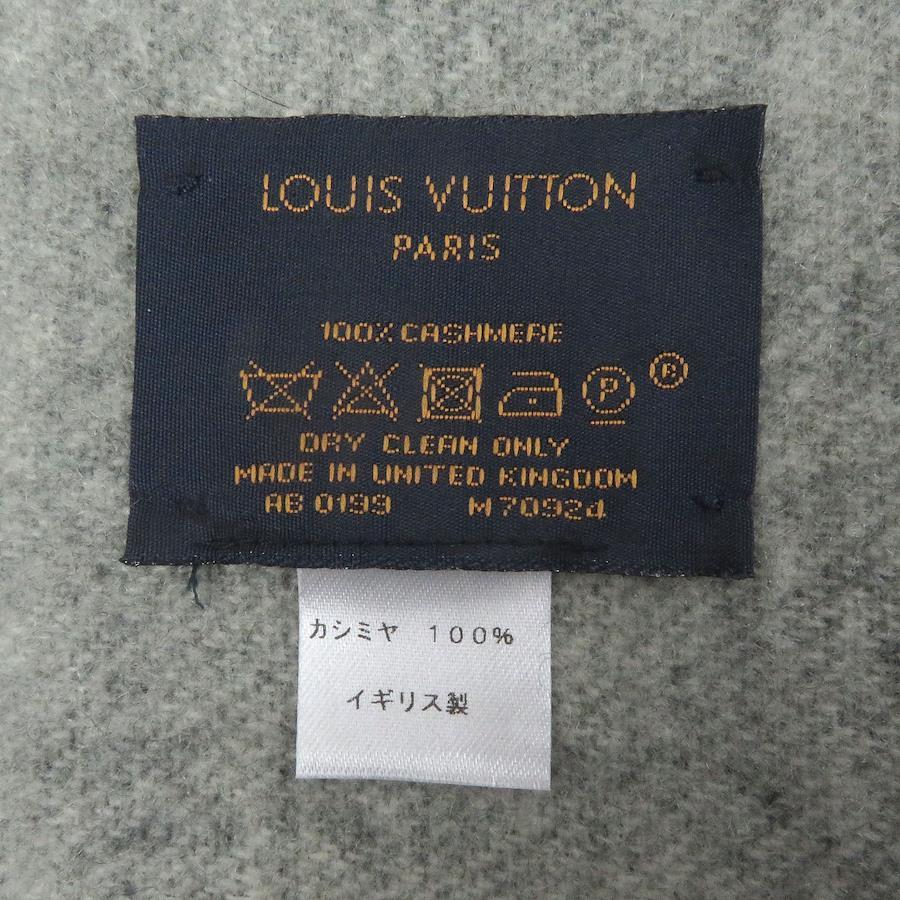 LOUIS VUITTON
PARIS
100% CASHMERE
P ®
DRY CLEAN ONLY
MADE IN UNITED KINGDOM
AB 0199 M70924
カシミヤ 100%
イギリス製